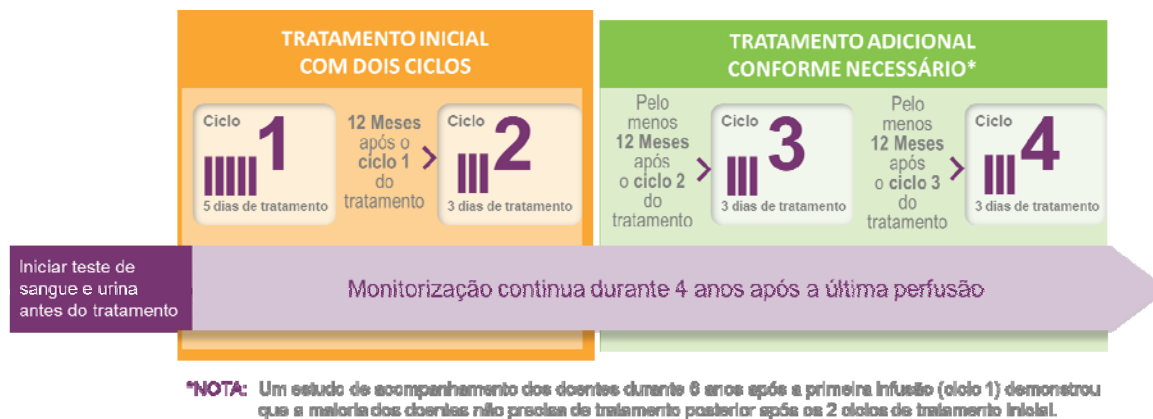 TRATAMENTO INICIAL
COM DOIS CICLOS
Ciclo
1
5 dias de tratamento
12 Meses
após o
ciclo 1
do
tratamento
Ciclo
2
3 dias de tratamento
TRATAMENTO ADICIONAL
CONFORME NECESSÁRIO*
Pelo
menos
12 Meses
após
o ciclo 2
do
tratamento
Ciclo
3
3 dias de tratamento
Pelo
menos
12 Meses
após
o ciclo 3
do
tratamento
Ciclo
4
3 dias de tratamento
Iniciar teste de
sangue e urina
antes do tratamento
Monitorização continua durante 4 anos após a última perfusão
*NOTA: Um estudo de acompanhamento dos doentes durante 6 anos após a primeira infusão (ciclo 1) demonstrou
que a maioria dos doentes não precisa de tratamento posterior após os 2 ciclos de tratamento inicial.